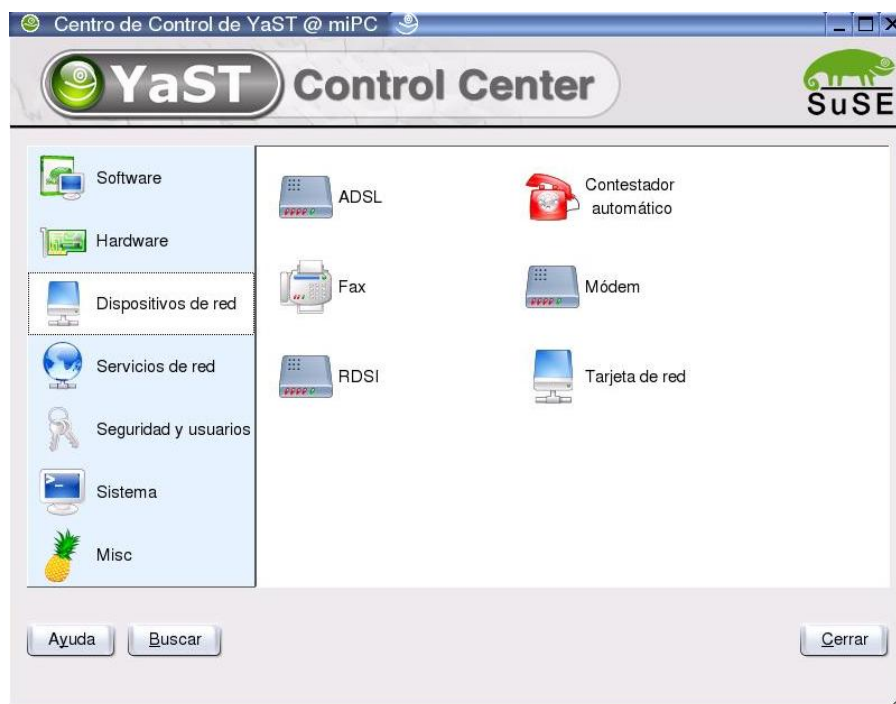 Centro de Control de YaST @ miPC
YaST Control Center
SuSE
Software
Hardware
Dispositivos de red
Servicios de red
Seguridad y usuarios
Sistema
Misc
ADSL
Contestador
automático
Fax
Módem
RDSI
Tarjeta de red
Ayuda
Buscar
Cerrar